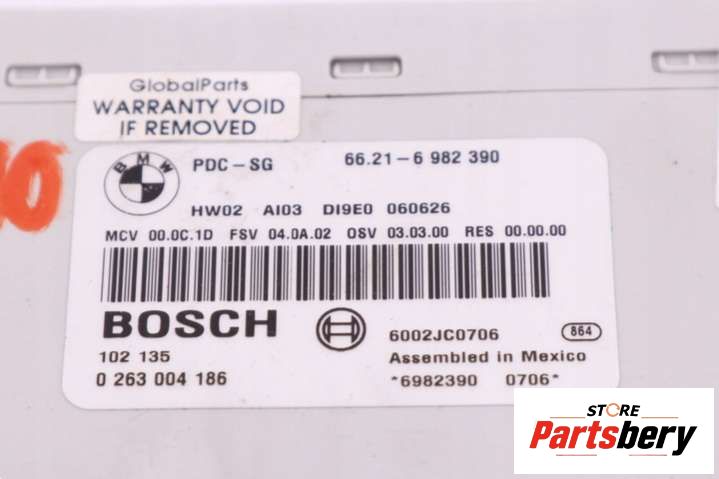 GlobalParts
WARRANTY VOID
IF REMOVED
BMW
PDC-SG 66.21-6 982 390
HW02 AI03 DI9E0 060626
MCV 00.0C.1D FSV 04.0A.02 OSV 03.03.00 RES 00.00.00
BOSCH
6002JC0706 864
102 135 Assembled in Mexico
0 263 004 186 *6982390 0706*
STORE
Partsbery